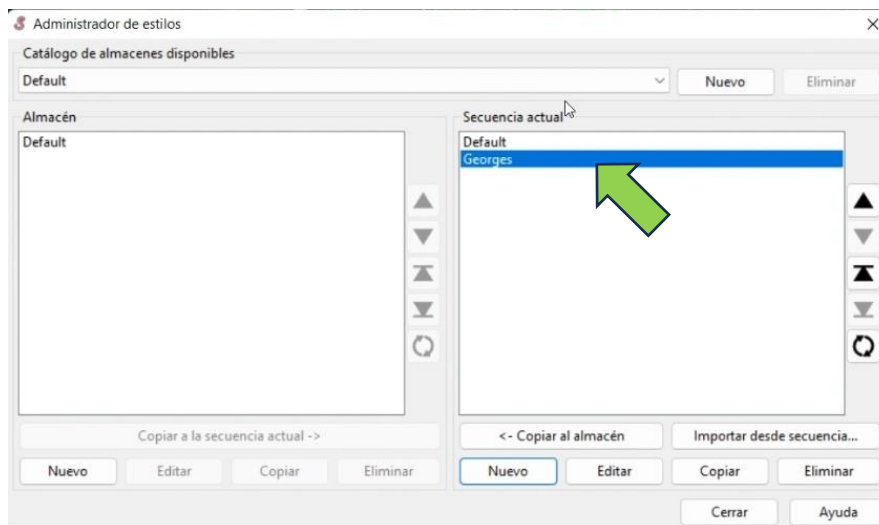 Administrador de estilos
Catálogo de almacenes disponibles
Default
Nuevo
Eliminar
Almacén
Default
Secuencia actual
Default
Georges
Copiar a la secuencia actual ->
<- Copiar al almacén
Importar desde secuencia...
Nuevo
Editar
Copiar
Eliminar
Nuevo
Editar
Copiar
Eliminar
Cerrar
Ayuda